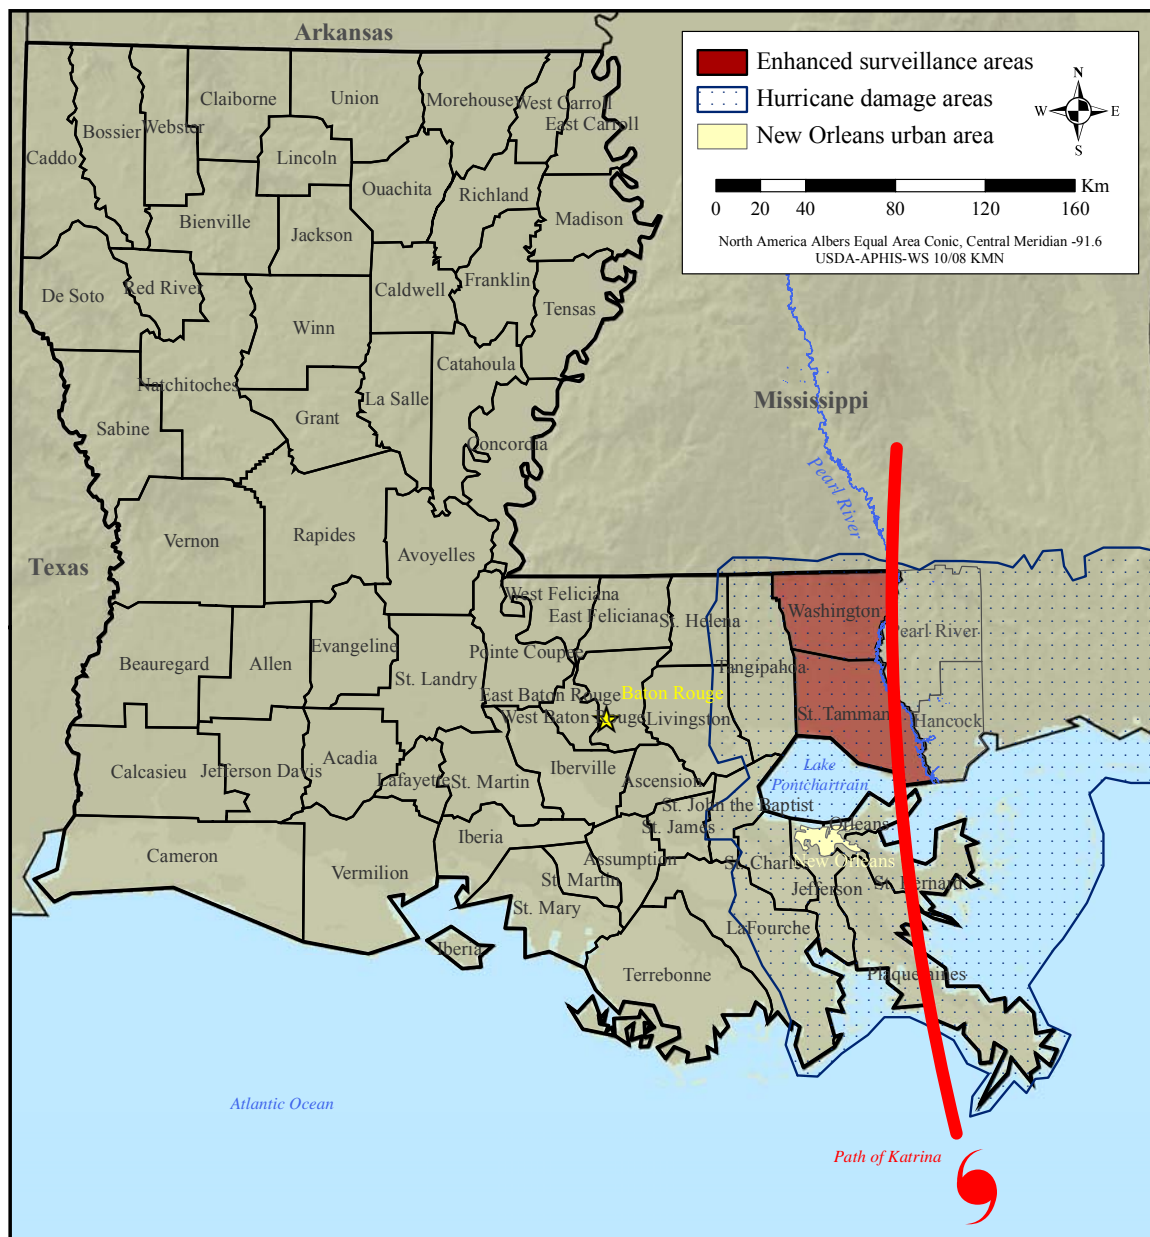 Arkansas
Enhanced surveillance areas
Hurricane damage areas
New Orleans urban area
N
W
E
S
Km
0 20 40 80 120 160
North America Albers Equal Area Conic, Central Meridian -91.6
USDA-APHIS-WS 10/08 KMN
Claiborne
Union
Morehouse
West Carroll
East Carroll
Bossier
Webster
Caddo
Lincoln
Ouachita
Richland
Madison
Bienville
Jackson
De Soto
Red River
Caldwell
Franklin
Tensas
Winn
Catahoula
Natchitoches
La Salle
Grant
Sabine
Concordia
Mississippi
Pearl River
Vernon
Rapides
Avoyelles
Texas
West Feliciana
East Feliciana
St. Helena
Washington
Pearl River
Evangeline
Beauregard
Allen
Pointe Coupee
Tangipahoa
St. Landry
East Baton Rouge
Baton Rouge
West Baton Rouge
Livingston
St. Tamman
Hancock
Acadia
Calcasieu
Jefferson Davis
Lafayette
St. Martin
Iberville
Ascension
Lake
Pontchartrain
St. John the Baptist
St. James
Orleans
Iberia
Cameron
Vermilion
Assumption
St. Charl
New Orleans
St. Martin
Jefferson
St. Bernard
St. Mary
LaFourche
Iberia
Terrebonne
Plaquemines
Atlantic Ocean
Path of Katrina